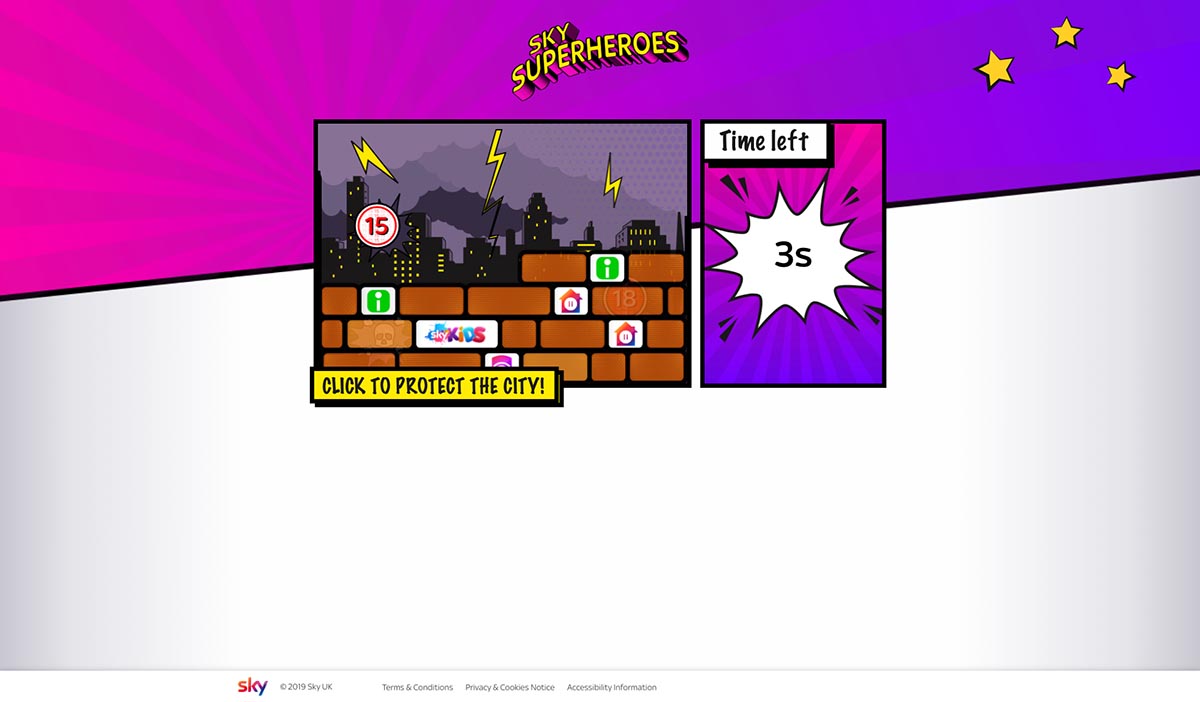 SKY
SUPERHEROES
Time left
3s
15
18
sky KIDS
CLICK TO PROTECT THE CITY!
sky
© 2019 Sky UK
Terms & Conditions
Privacy & Cookies Notice
Accessibility Information